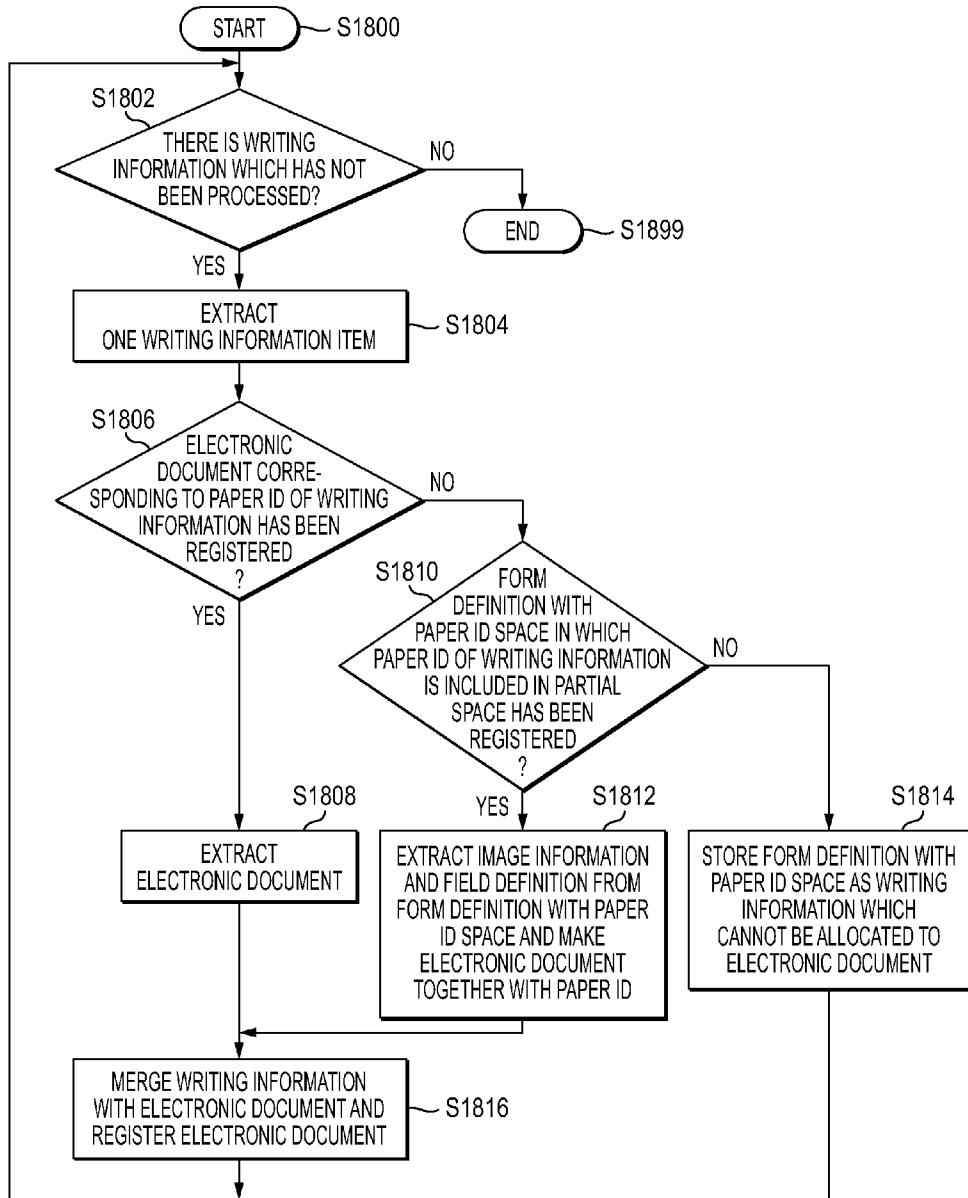 START
S1800
S1802
THERE IS WRITING
INFORMATION WHICH HAS NOT
BEEN PROCESSED?
NO
END
S1899
YES
EXTRACT
ONE WRITING INFORMATION ITEM
S1804
S1806
ELECTRONIC
DOCUMENT CORRE-
SPONDING TO PAPER ID OF WRITING
INFORMATION HAS BEEN
REGISTERED
?
NO
YES
S1810
FORM
DEFINITION WITH
PAPER ID SPACE IN WHICH
PAPER ID OF WRITING INFORMATION
IS INCLUDED IN PARTIAL
SPACE HAS BEEN
REGISTERED
?
NO
YES
S1808
EXTRACT
ELECTRONIC DOCUMENT
S1812
EXTRACT IMAGE INFORMATION
AND FIELD DEFINITION FROM
FORM DEFINITION WITH PAPER
ID SPACE AND MAKE
ELECTRONIC DOCUMENT
TOGETHER WITH PAPER ID
S1814
STORE FORM DEFINITION WITH
PAPER ID SPACE AS WRITING
INFORMATION WHICH
CANNOT BE ALLOCATED TO
ELECTRONIC DOCUMENT
MERGE WRITING INFORMATION
WITH ELECTRONIC DOCUMENT AND
REGISTER ELECTRONIC DOCUMENT
S1816